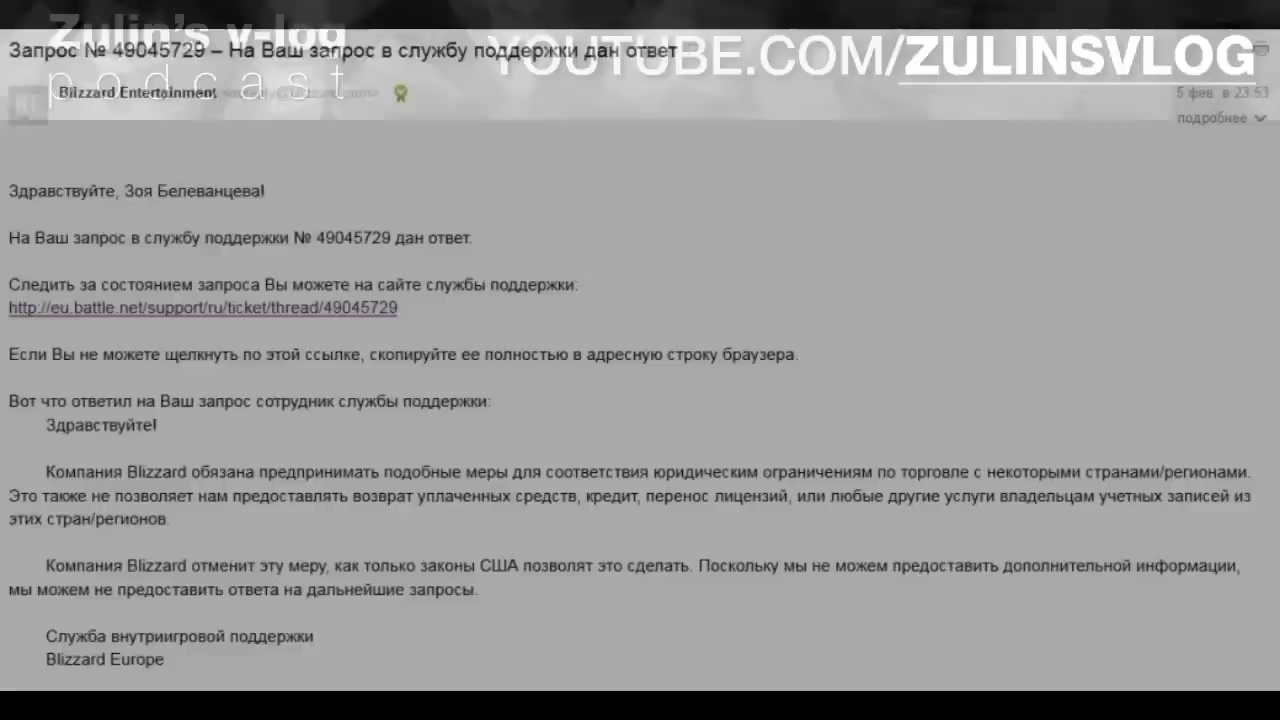 Zulin's v-log
podcast
YOUTUBE.COM/ZULINSVLOG
Запрос № 49045729 – На Ваш запрос в службу поддержки дан ответ
Blizzard Entertainment
5 фев. в 23:53
подробнее
Здравствуйте, Зоя Белеванцева!
На Ваш запрос в службу поддержки № 49045729 дан ответ.
Следить за состоянием запроса Вы можете на сайте службы поддержки:
http://eu.battle.net/support/ru/ticket/thread/49045729
Если Вы не можете щелкнуть по этой ссылке, скопируйте ее полностью в адресную строку браузера.
Вот что ответил на Ваш запрос сотрудник службы поддержки:
Здравствуйте!
Компания Blizzard обязана предпринимать подобные меры для соответствия юридическим ограничениям по торговле с некоторыми странами/регионами.
Это также не позволяет нам предоставлять возврат уплаченных средств, кредит, перенос лицензий, или любые другие услуги владельцам учетных записей из
этих стран/регионов.
Компания Blizzard отменит эту меру, как только законы США позволят это сделать. Поскольку мы не можем предоставить дополнительной информации,
мы можем не предоставить ответа на дальнейшие запросы.
Служба внутриигровой поддержки
Blizzard Europe